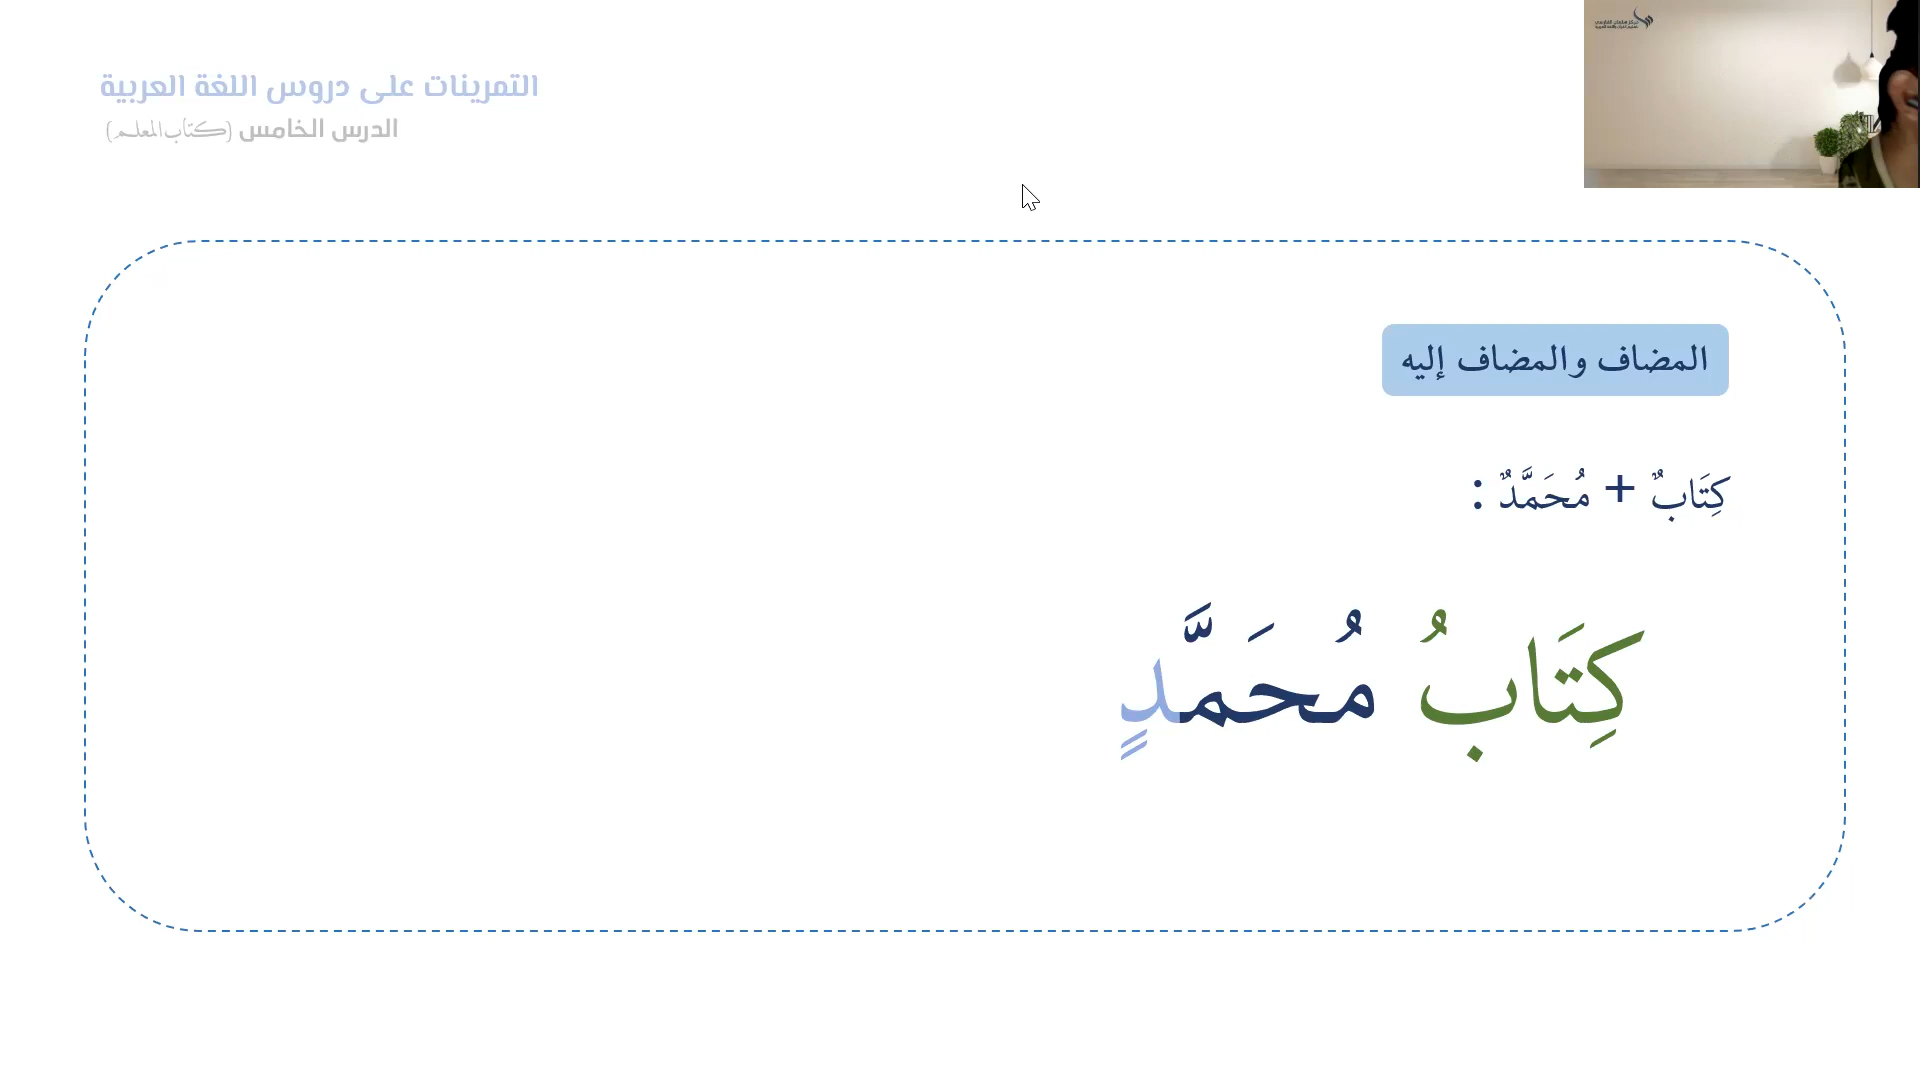 التمرينات على دروس اللغة العربية
الدرس الخامس (كتاب المعلم)
المضاف والمضاف إليه
كِتَابٌ + مُحَمَّدٌ :
كِتَابُ مُحَمَّدٍ